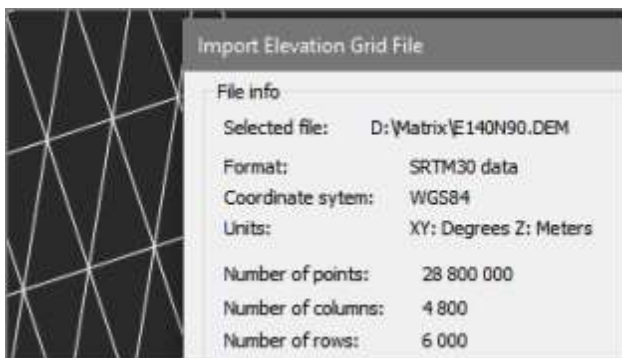 Import Elevation Grid File
File info
Selected file: D:\Matrix\E140N90.DEM
Format: SRTM30 data
Coordinate sytem: WGS84
Units: XY: Degrees Z: Meters
Number of points: 28 800 000
Number of columns: 4 800
Number of rows: 6 000